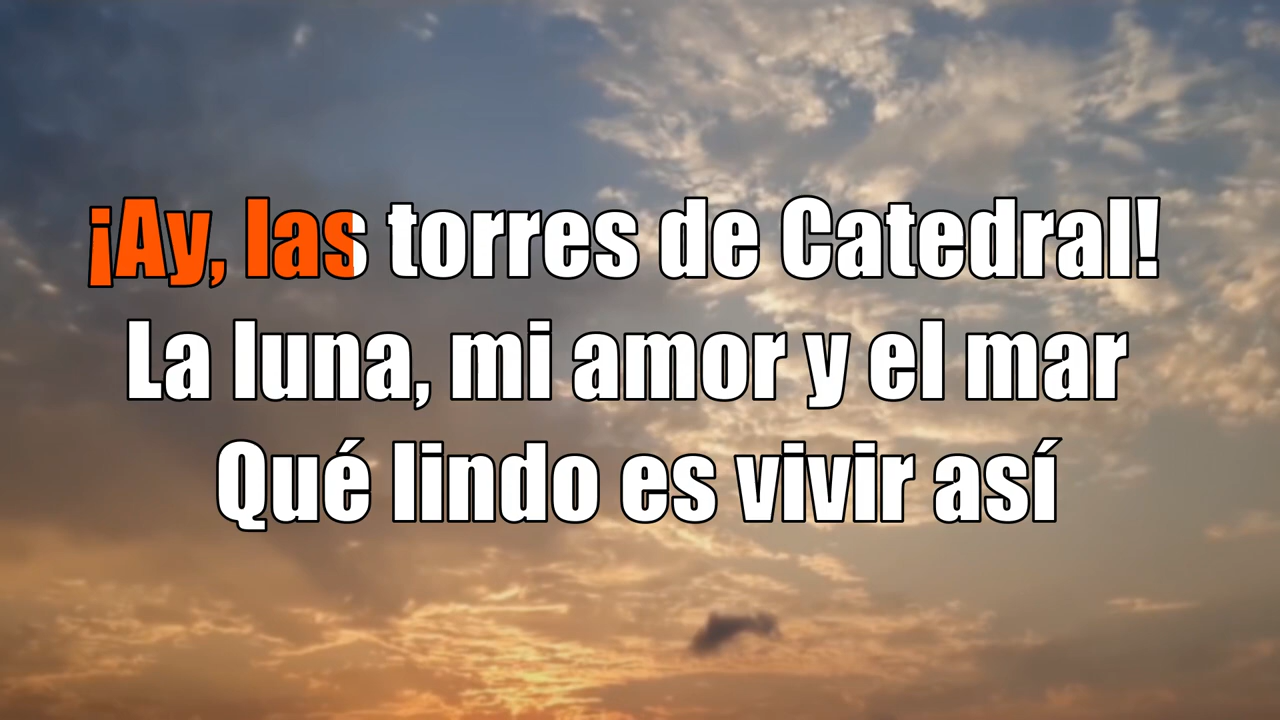 ¡Ay, las torres de Catedral!
La luna, mi amor y el mar
Qué lindo es vivir así